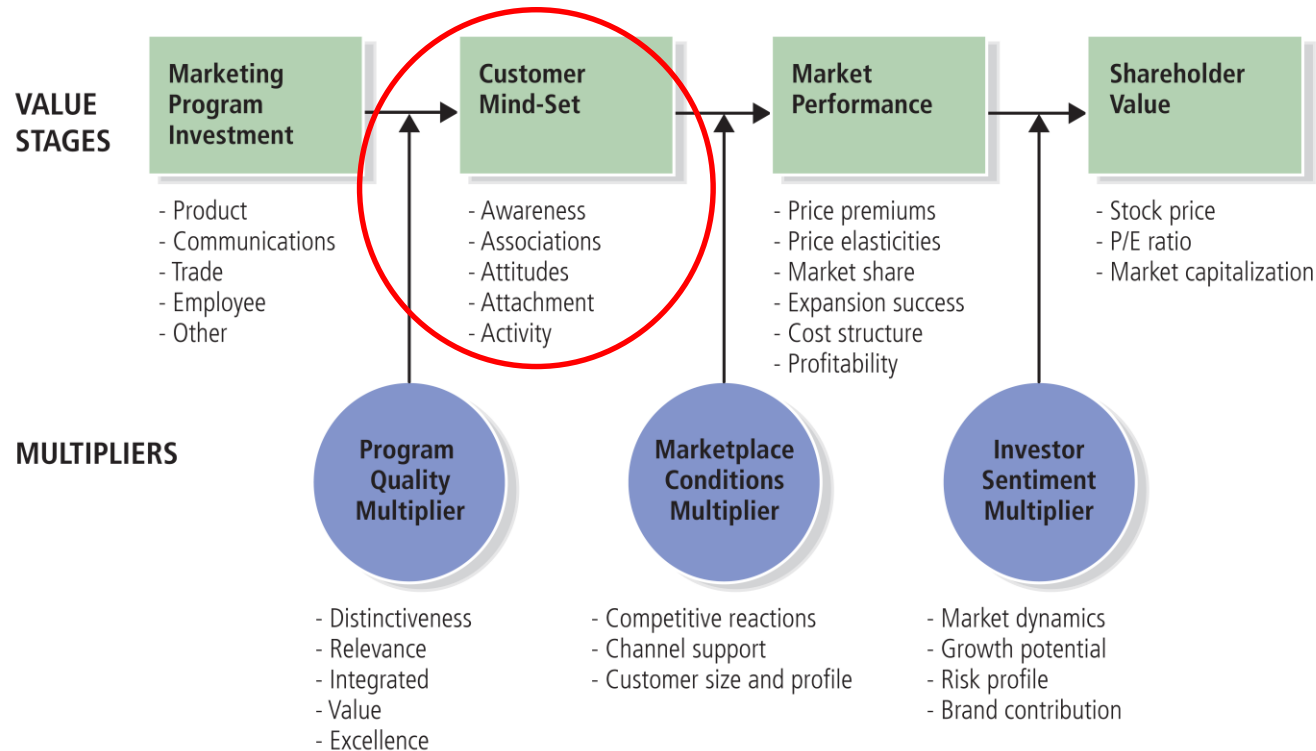 VALUE
STAGES
Marketing
Program
Investment
Customer
Mind-Set
Market
Performance
Shareholder
Value
- Product
- Communications
- Trade
- Employee
- Other
- Awareness
- Associations
- Attitudes
- Attachment
- Activity
- Price premiums
- Price elasticities
- Market share
- Expansion success
- Cost structure
- Profitability
- Stock price
- P/E ratio
- Market capitalization
MULTIPLIERS
Program
Quality
Multiplier
Marketplace
Conditions
Multiplier
Investor
Sentiment
Multiplier
- Distinctiveness
- Relevance
- Integrated
- Value
- Excellence
- Competitive reactions
- Channel support
- Customer size and profile
- Market dynamics
- Growth potential
- Risk profile
- Brand contribution